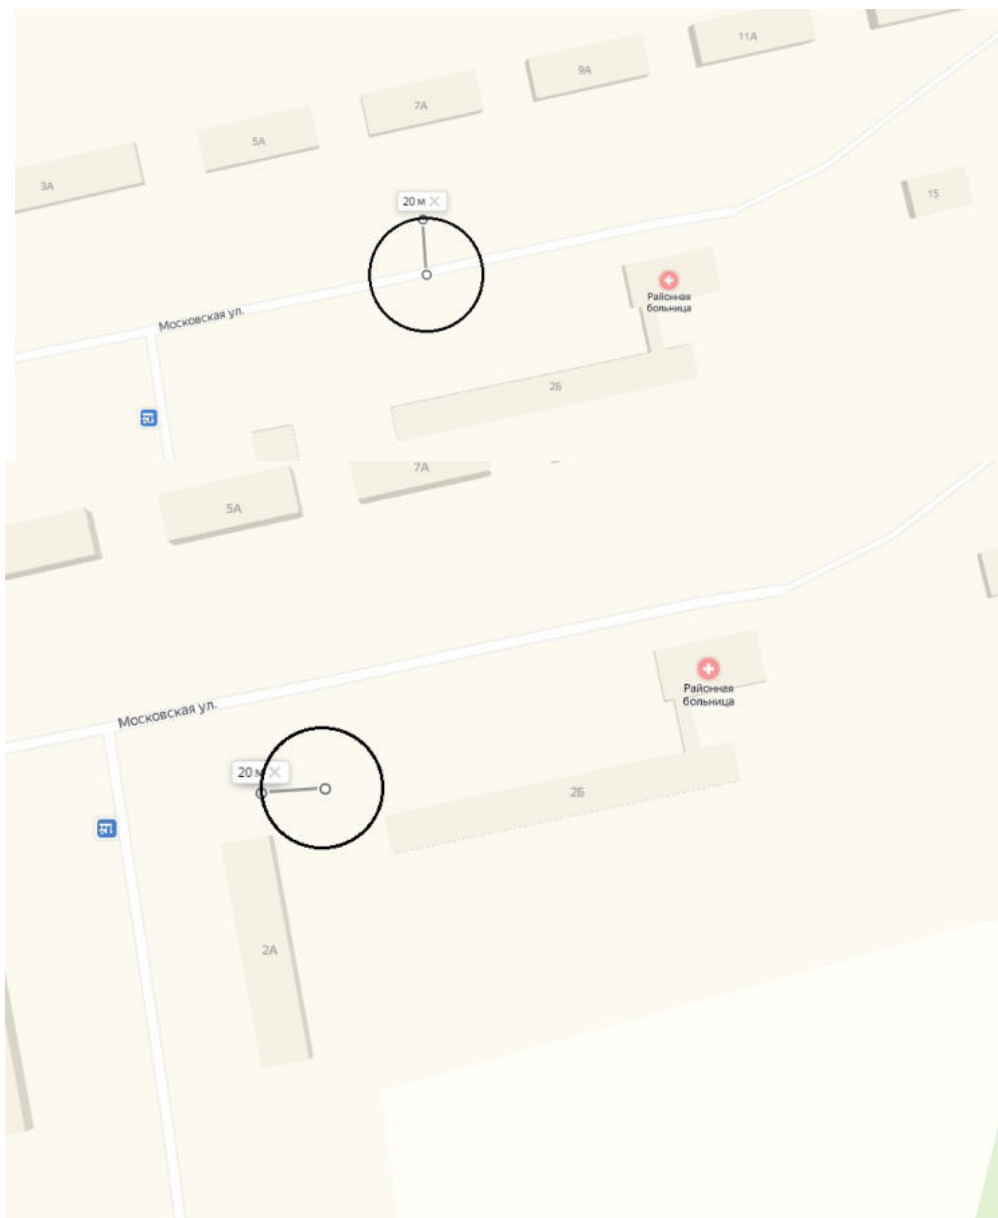 11А
9А
7А
5А
3А
15
20 м
Районная
больница
Московская ул.
2Б
7А
5А
Районная
больница
Московская ул.
20 м
2Б
2А